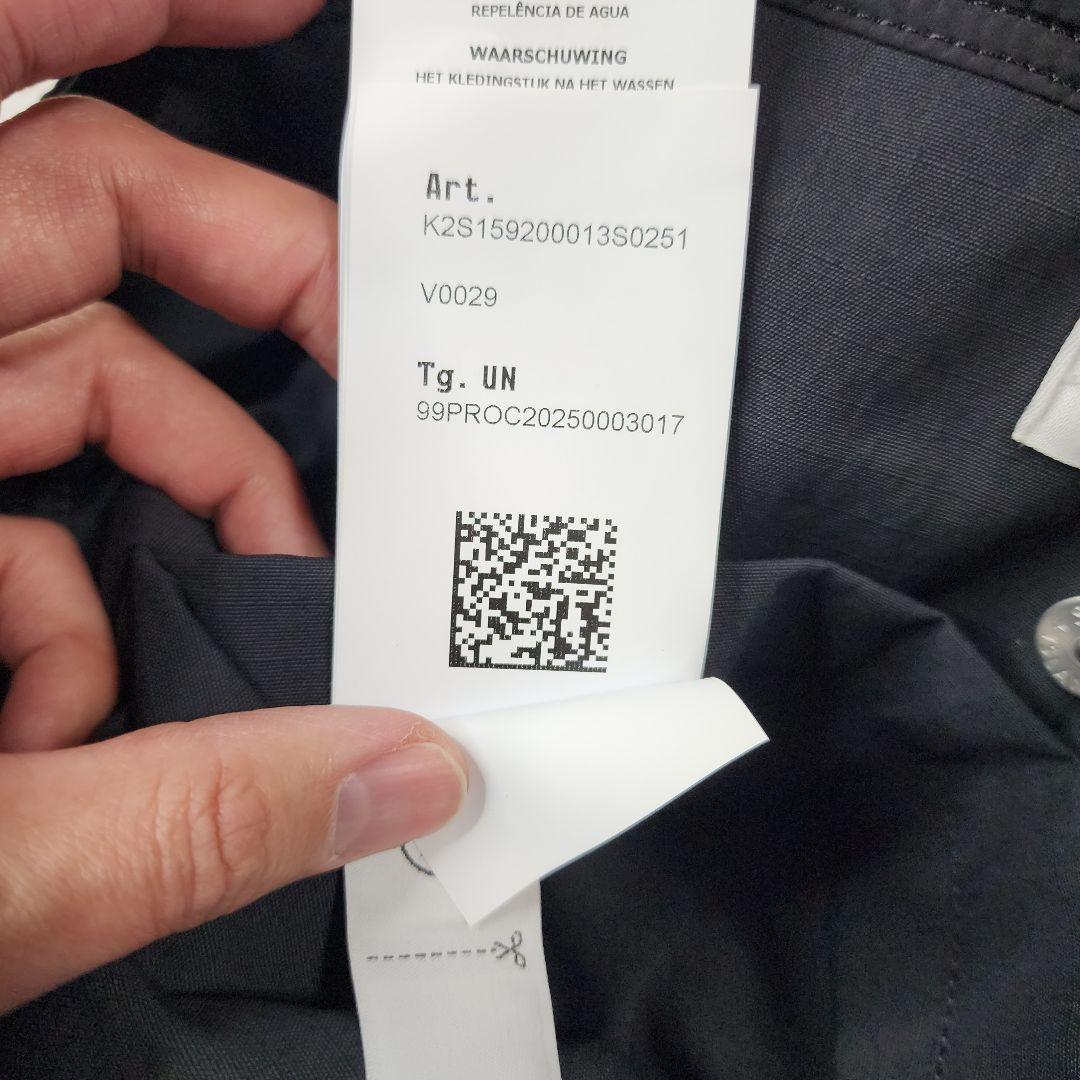 REPELÊNCIA DE AGUA
WAARSCHUWING
HET KLEDINGSTUK NA HET WASSEN
Art.
K2S159200013S0251
V0029
Tg. UN
99PROC20250003017